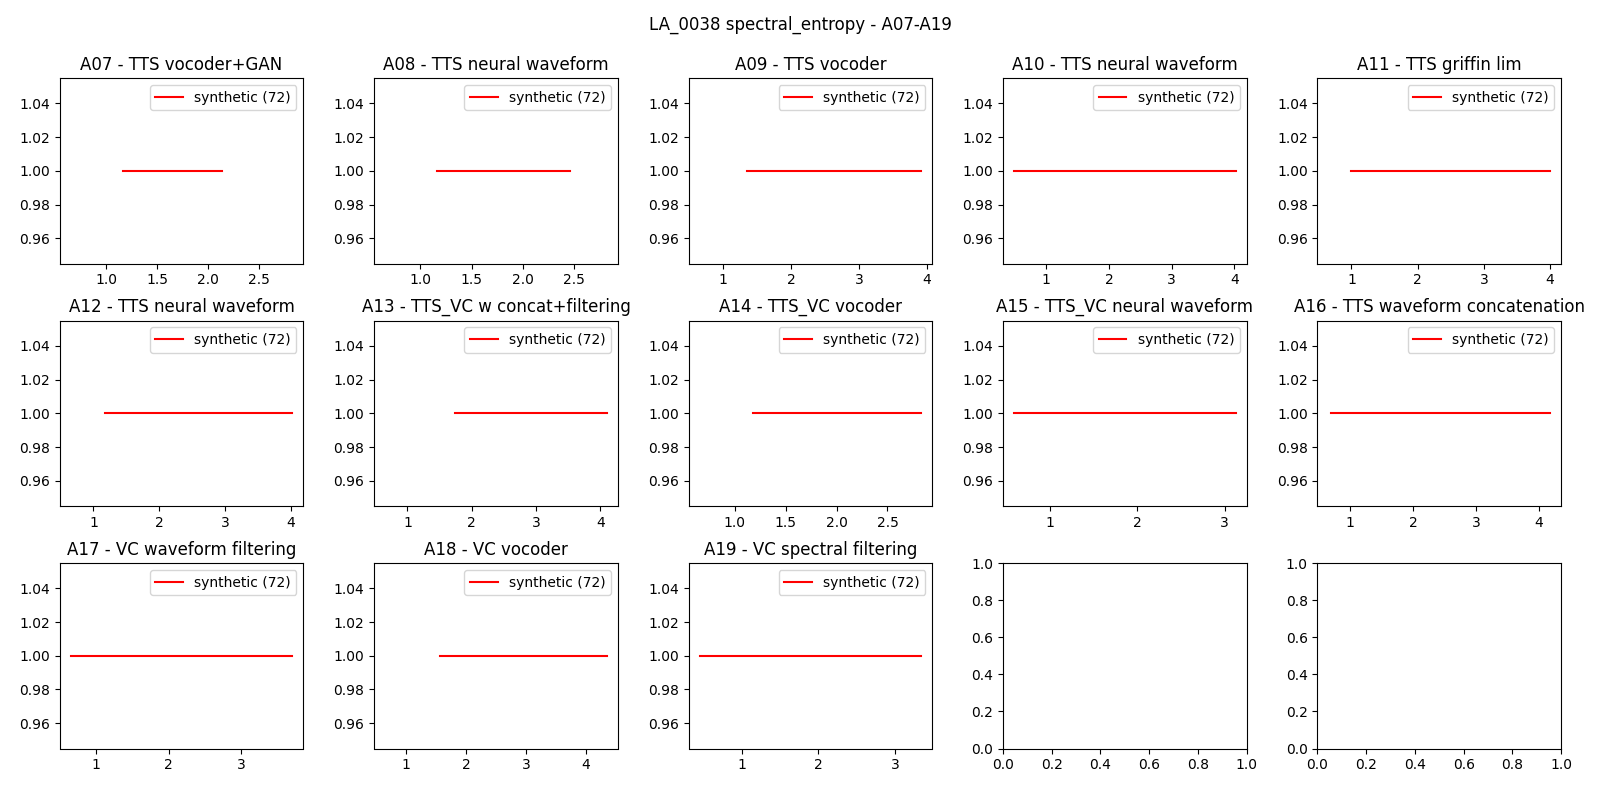 LA_0038 spectral_entropy - A07-A19
A07 - TTS vocoder+GAN
A08 - TTS neural waveform
A09 - TTS vocoder
A10 - TTS neural waveform
A11 - TTS griffin lim
synthetic (72)
synthetic (72)
synthetic (72)
synthetic (72)
synthetic (72)
1.04 1.02 1.00 0.98 0.96
1.04 1.02 1.00 0.98 0.96
1.04 1.02 1.00 0.98 0.96
1.04 1.02 1.00 0.98 0.96
1.04 1.02 1.00 0.98 0.96
1.0 1.5 2.0 2.5
1.0 1.5 2.0 2.5
1 2 3 4
1 2 3 4
1 2 3 4
A12 - TTS neural waveform
A13 - TTS_VC w concat+filtering
A14 - TTS_VC vocoder
A15 - TTS_VC neural waveform
A16 - TTS waveform concatenation
synthetic (72)
synthetic (72)
synthetic (72)
synthetic (72)
synthetic (72)
1.04 1.02 1.00 0.98 0.96
1.04 1.02 1.00 0.98 0.96
1.04 1.02 1.00 0.98 0.96
1.04 1.02 1.00 0.98 0.96
1.04 1.02 1.00 0.98 0.96
1 2 3 4
1 2 3 4
1.0 1.5 2.0 2.5
1 2 3
1 2 3 4
A17 - VC waveform filtering
A18 - VC vocoder
A19 - VC spectral filtering
synthetic (72)
synthetic (72)
synthetic (72)
1.04 1.02 1.00 0.98 0.96
1.04 1.02 1.00 0.98 0.96
1.04 1.02 1.00 0.98 0.96
1.0 0.8 0.6 0.4 0.2 0.0
1.0 0.8 0.6 0.4 0.2 0.0
1 2 3
1 2 3 4
1 2 3
0.0 0.2 0.4 0.6 0.8 1.0
0.0 0.2 0.4 0.6 0.8 1.0